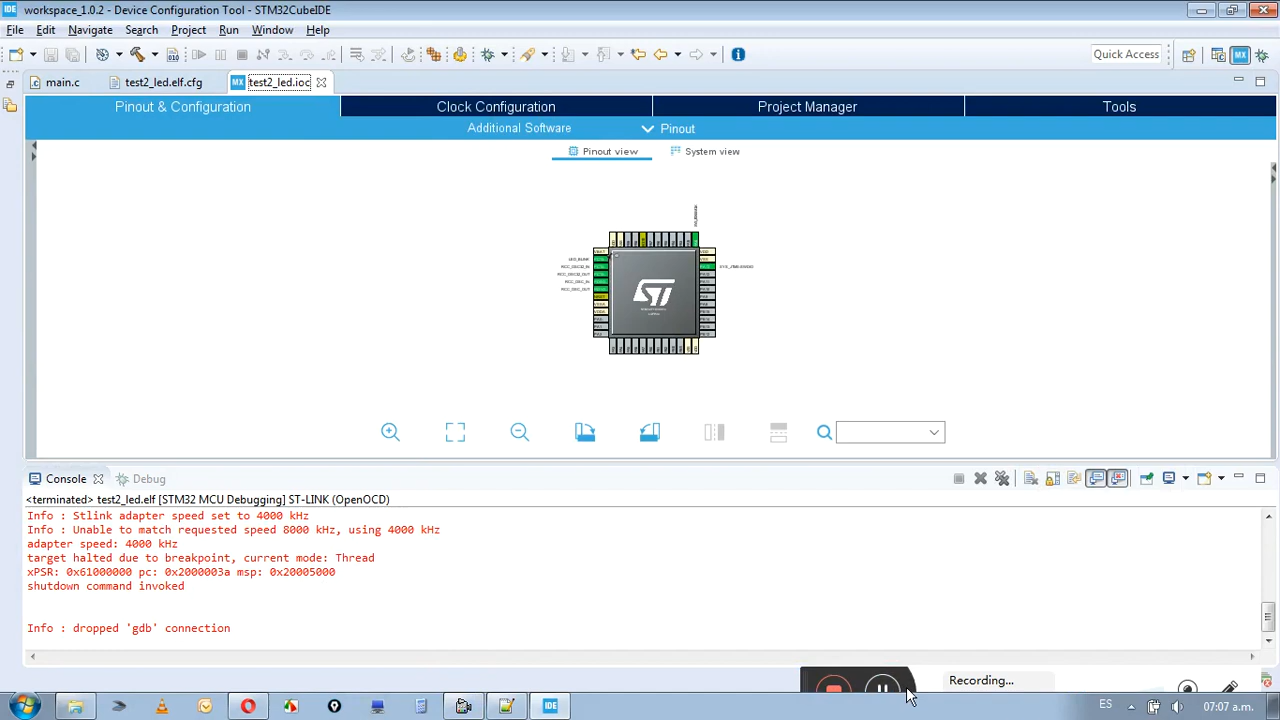 workspace_1.0.2 - Device Configuration Tool - STM32CubeIDE
File Edit Navigate Search Project Run Window Help
Quick Access
main.c test2_led.elf.cfg test2_led.ioc
Pinout & Configuration Clock Configuration Project Manager Tools
Additional Software Pinout
Pinout view System view
Console Debug
<terminated> test2_led.elf [STM32 MCU Debugging] ST-LINK (OpenOCD)
Info : Stlink adapter speed set to 4000 kHz
Info : Unable to match requested speed 8000 kHz, using 4000 kHz
adapter speed: 4000 kHz
target halted due to breakpoint, current mode: Thread
xPSR: 0x61000000 pc: 0x2000003a msp: 0x20005000
shutdown command invoked
Info : dropped 'gdb' connection
Recording...
ES 07:07 a.m.